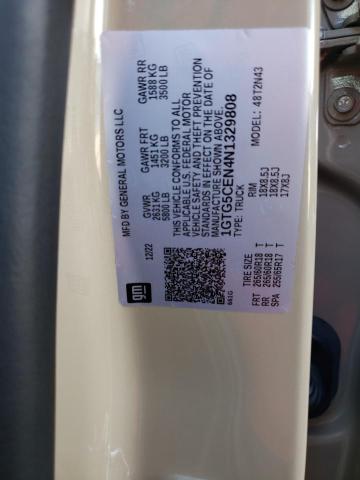 MFD BY GENERAL MOTORS LLC
12/22
GVWR
2631 KG
5800 LB
GAWR FRT
1451 KG
3200 LB
GAWR RR
1588 KG
3500 LB
THIS VEHICLE CONFORMS TO ALL
APPLICABLE U.S. FEDERAL MOTOR
VEHICLE SAFETY, AND THEFT PREVENTION
STANDARDS IN EFFECT ON THE DATE OF
MANUFACTURE SHOWN ABOVE.
1GTG5CEN4N1329808
TYPE: TRUCK
MODEL: 48T2N43
gm
661G
TIRE SIZE RIM
FRT 265/60R18 T 18X8.5J
RR 265/60R18 T 18X8.5J
SPA 255/65R17 T 17X8J